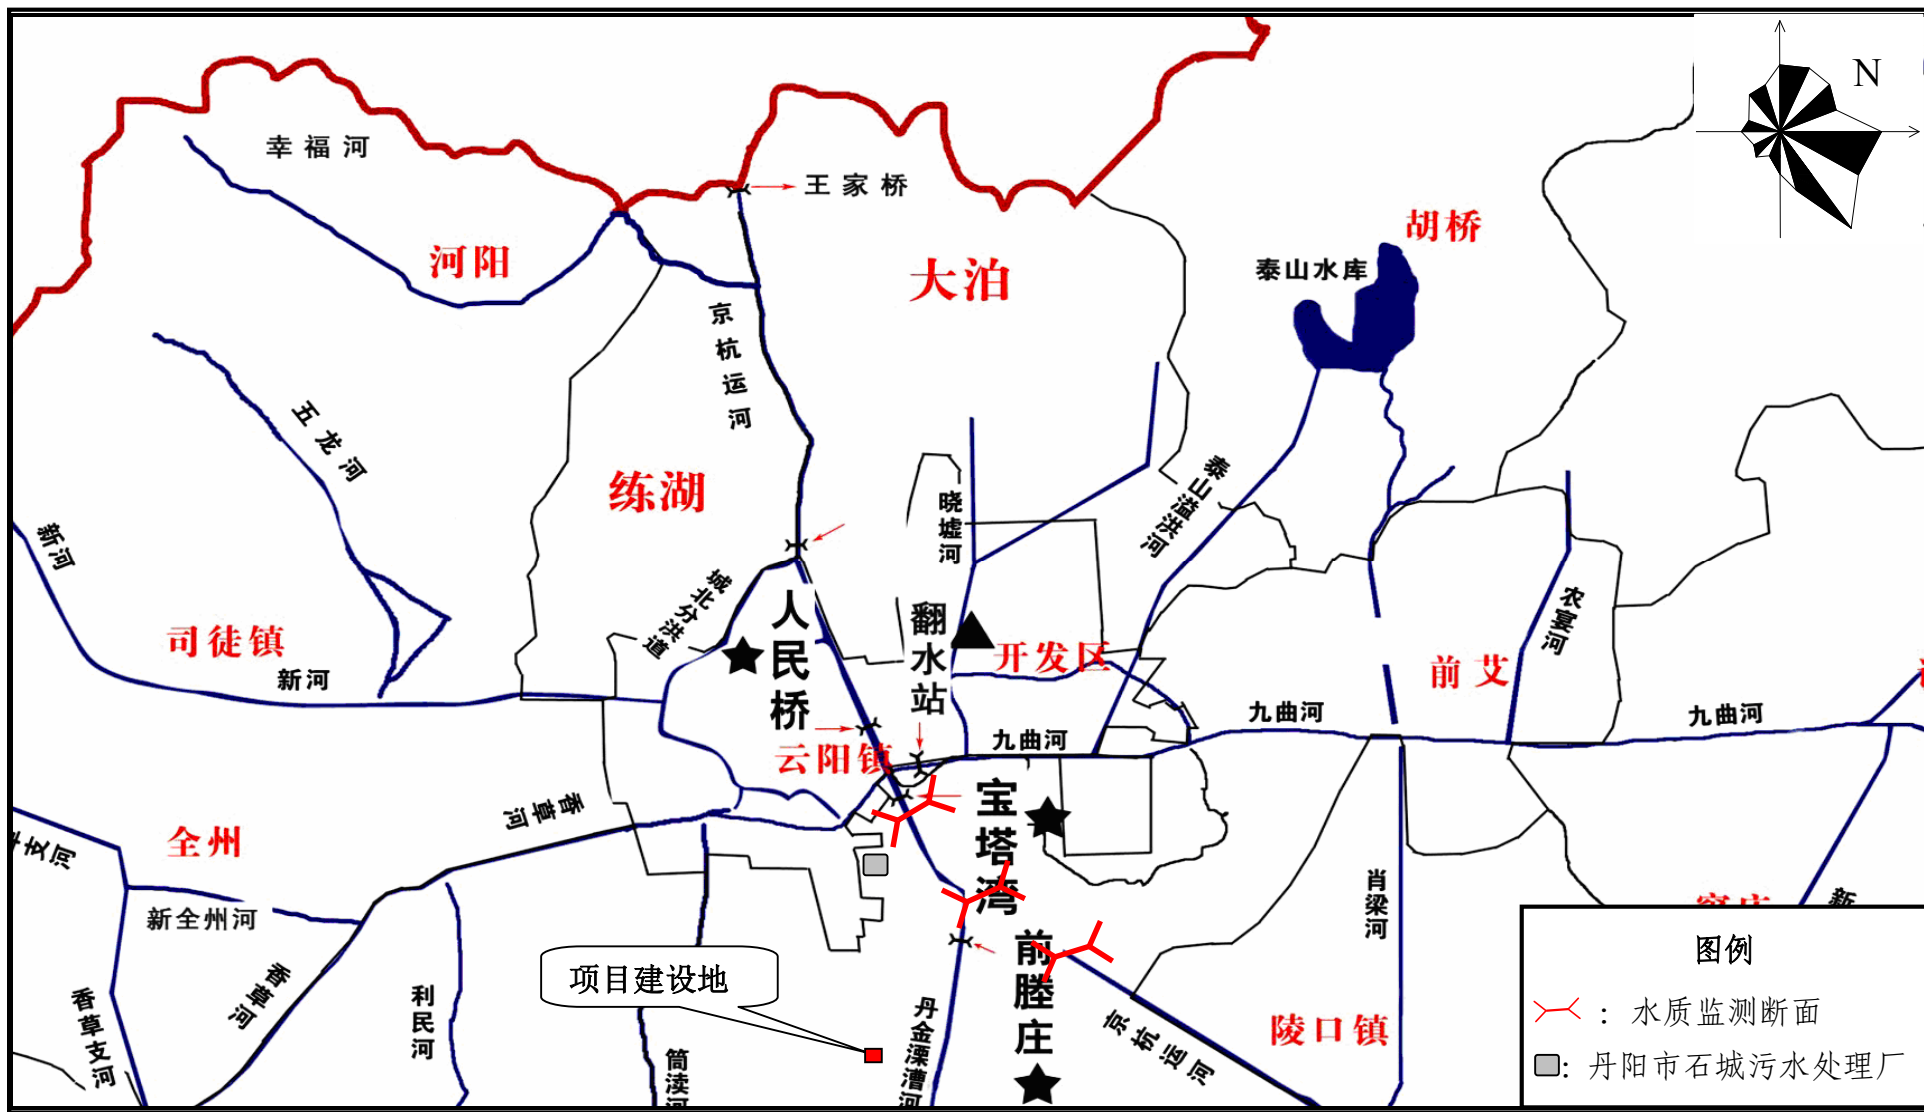 N
幸福河
王家桥
胡桥
河阳
大泊
泰山水库
京杭运河
五龙河
练湖
泰山溢洪河
晓墟河
新河
城北分洪道
人民桥
翻水站
农宴河
司徒镇
新河
开发区
前艾
九曲河
九曲河
九曲河
云阳镇
宝塔湾
香草河
全州
支河
新全州河
肖梁河
新
香草河
前塍庄
图例
项目建设地
香草支河
利民河
丹金溧漕河
京杭运河
陵口镇
：水质监测断面
筒渎河
：丹阳市石城污水处理厂